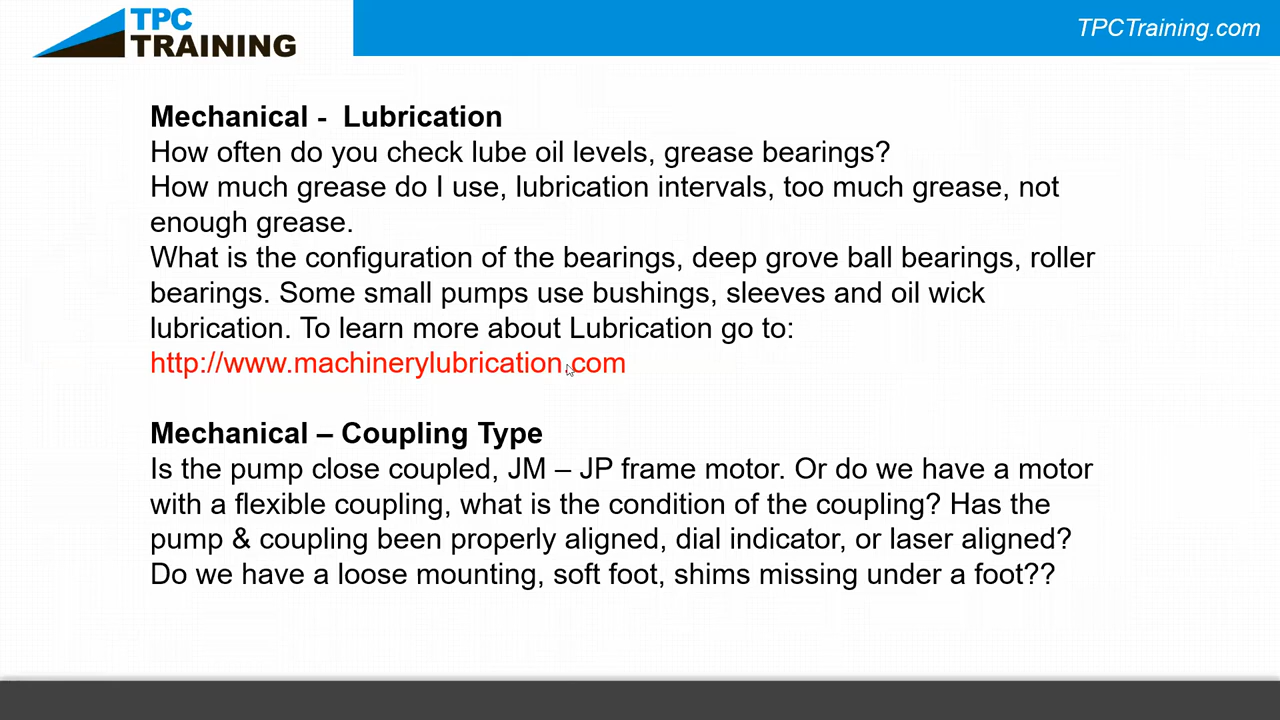 TPC
TRAINING
TPCTraining.com
Mechanical -  Lubrication
How often do you check lube oil levels, grease bearings?
How much grease do I use, lubrication intervals, too much grease, not
enough grease.
What is the configuration of the bearings, deep grove ball bearings, roller
bearings. Some small pumps use bushings, sleeves and oil wick
lubrication. To learn more about Lubrication go to:
http://www.machinerylubrication.com
Mechanical – Coupling Type
Is the pump close coupled, JM – JP frame motor. Or do we have a motor
with a flexible coupling, what is the condition of the coupling? Has the
pump & coupling been properly aligned, dial indicator, or laser aligned?
Do we have a loose mounting, soft foot, shims missing under a foot??